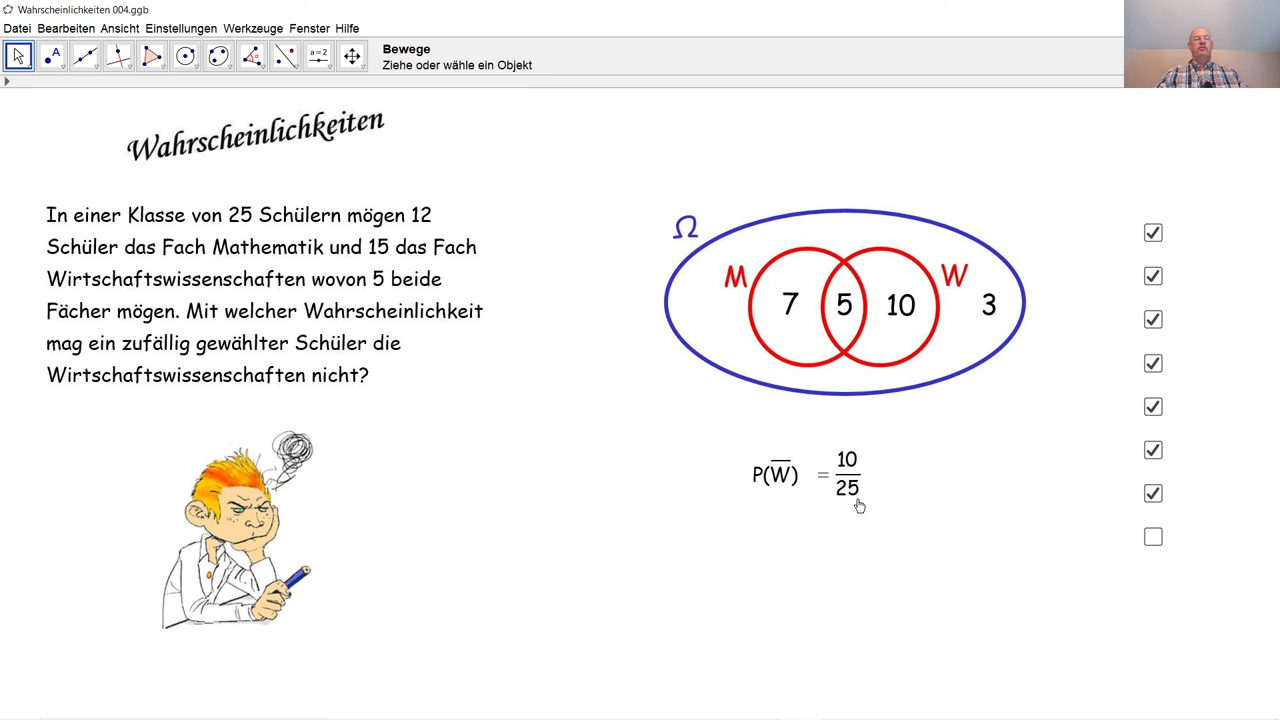 Wahrscheinlichkeiten 004.ggb
Datei Bearbeiten Ansicht Einstellungen Werkzeuge Fenster Hilfe
A
α
a=2
Bewege
Ziehe oder wähle ein Objekt
Wahrscheinlichkeiten
In einer Klasse von 25 Schülern mögen 12
Schüler das Fach Mathematik und 15 das Fach
Wirtschaftswissenschaften wovon 5 beide
Fächer mögen. Mit welcher Wahrscheinlichkeit
mag ein zufällig gewählter Schüler die
Wirtschaftswissenschaften nicht?
Ω
M
W
7 5 10 3
P(W̅) = 10/25